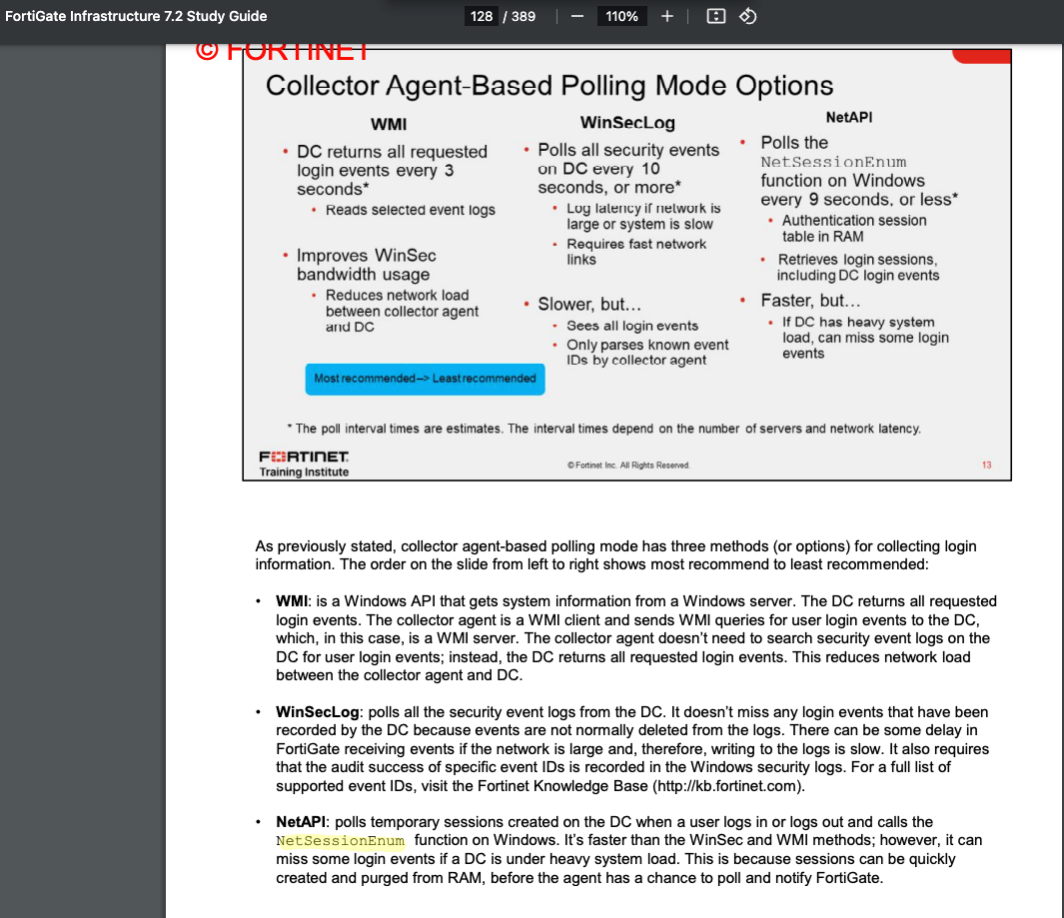 FortiGate Infrastructure 7.2 Study Guide
128 / 389 | − 110% + |
© FORTINET
Collector Agent-Based Polling Mode Options
WMI
• DC returns all requested
login events every 3
seconds*
• Reads selected event logs
• Improves WinSec
bandwidth usage
• Reduces network load
between collector agent
and DC
WinSecLog
• Polls all security events
on DC every 10
seconds, or more*
• Log latency if network is
large or system is slow
• Requires fast network
links
• Slower, but…
• Sees all login events
• Only parses known event
IDs by collector agent
NetAPI
• Polls the
NetSessionEnum
function on Windows
every 9 seconds, or less*
• Authentication session
table in RAM
• Retrieves login sessions,
including DC login events
• Faster, but…
• If DC has heavy system
load, can miss some login
events
Most recommended–> Least recommended
* The poll interval times are estimates. The interval times depend on the number of servers and network latency.
FORTINET
Training Institute
© Fortinet Inc. All Rights Reserved.
13
As previously stated, collector agent-based polling mode has three methods (or options) for collecting login
information. The order on the slide from left to right shows most recommend to least recommended:
• WMI: is a Windows API that gets system information from a Windows server. The DC returns all requested
login events. The collector agent is a WMI client and sends WMI queries for user login events to the DC,
which, in this case, is a WMI server. The collector agent doesn't need to search security event logs on the
DC for user login events; instead, the DC returns all requested login events. This reduces network load
between the collector agent and DC.
• WinSecLog: polls all the security event logs from the DC. It doesn't miss any login events that have been
recorded by the DC because events are not normally deleted from the logs. There can be some delay in
FortiGate receiving events if the network is large and, therefore, writing to the logs is slow. It also requires
that the audit success of specific event IDs is recorded in the Windows security logs. For a full list of
supported event IDs, visit the Fortinet Knowledge Base (http://kb.fortinet.com).
• NetAPI: polls temporary sessions created on the DC when a user logs in or logs out and calls the
NetSessionEnum function on Windows. It's faster than the WinSec and WMI methods; however, it can
miss some login events if a DC is under heavy system load. This is because sessions can be quickly
created and purged from RAM, before the agent has a chance to poll and notify FortiGate.